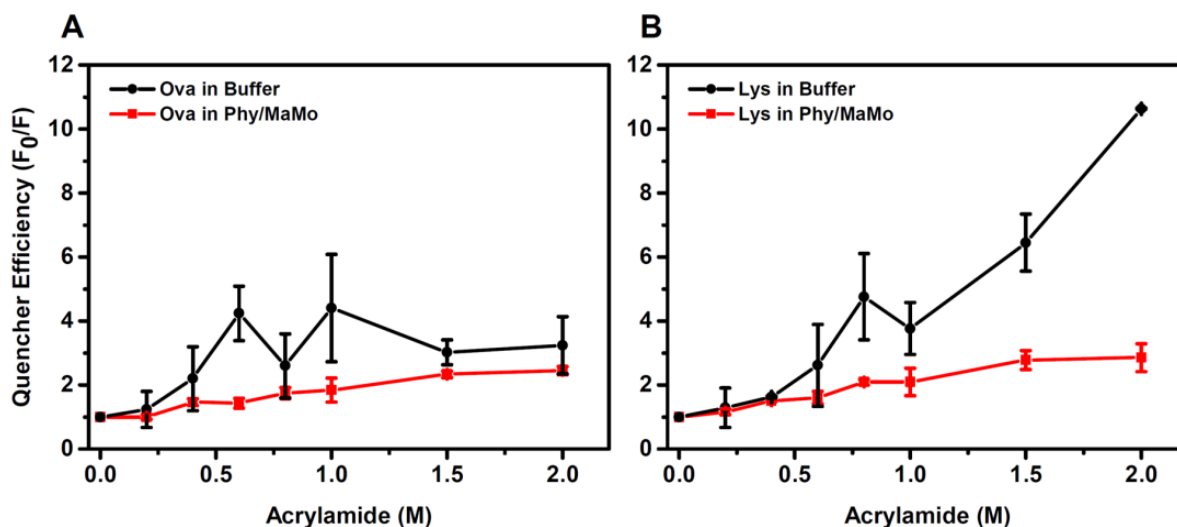 A
B
Quencher Efficiency (F0/F)
12
10
8
6
4
2
0
Ova in Buffer
Ova in Phy/MaMo
0.0 0.5 1.0 1.5 2.0
Acrylamide (M)
12
10
8
6
4
2
0
Lys in Buffer
Lys in Phy/MaMo
0.0 0.5 1.0 1.5 2.0
Acrylamide (M)